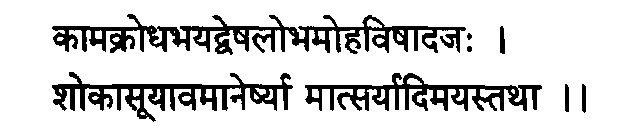 कामक्रोधभयद्वेषलोभमोहविषादजः ।
शोकासूयावमानेर्ष्या मात्सर्यादिमयस्तथा ।।